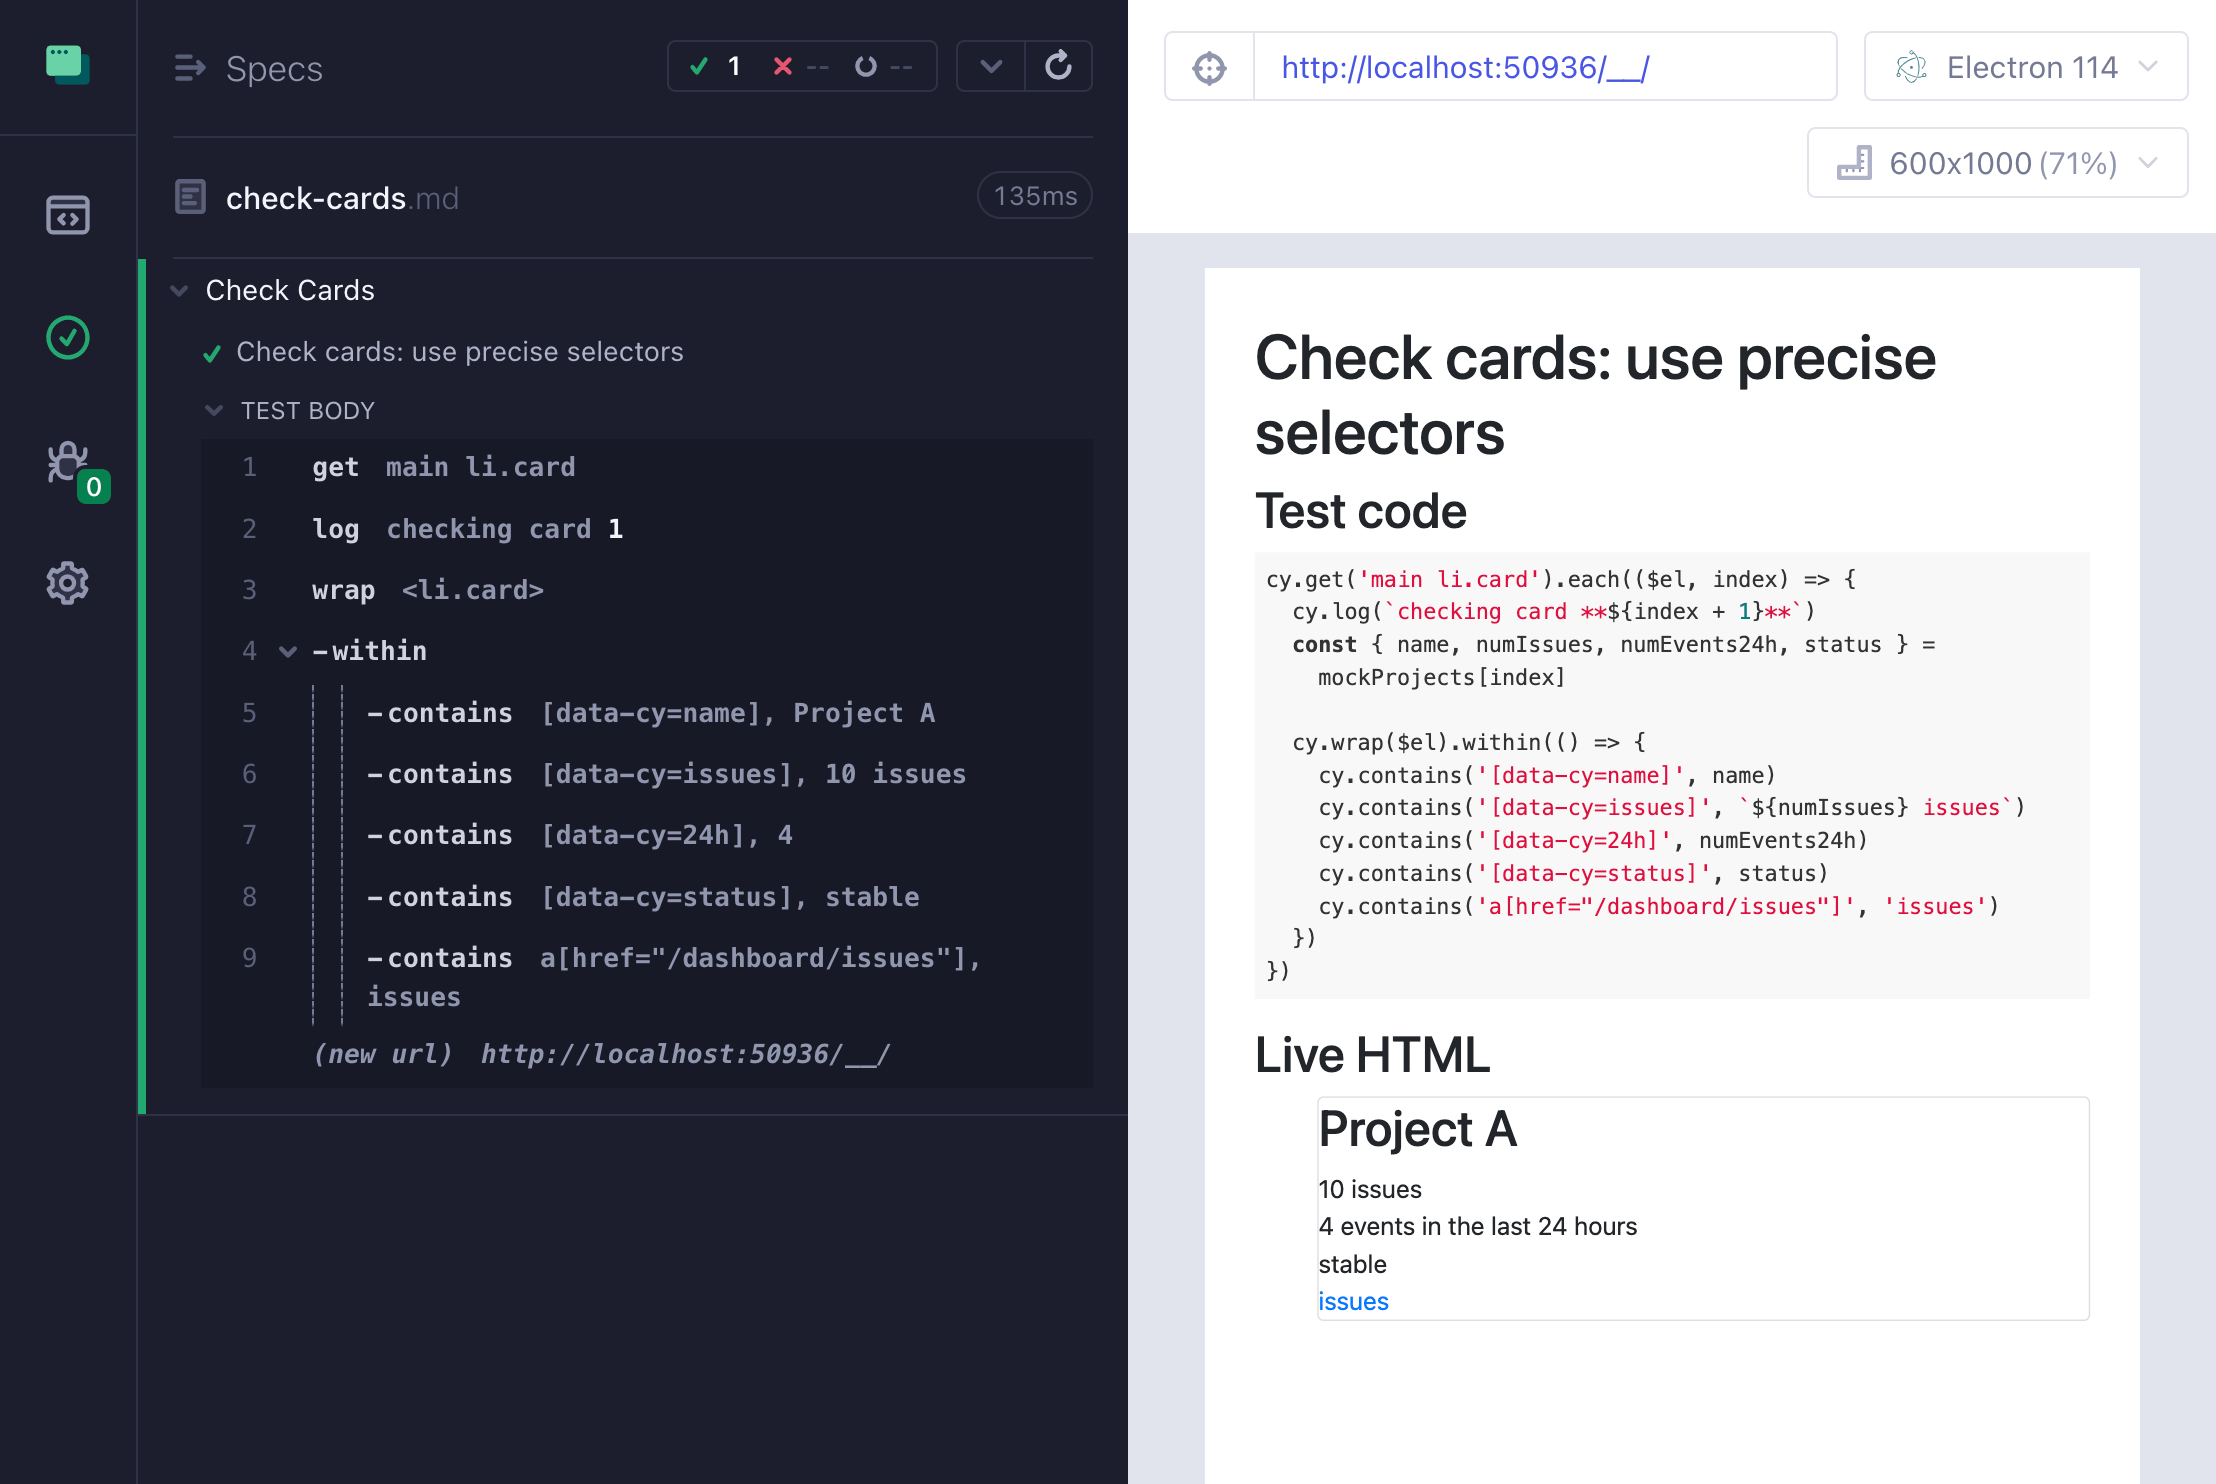 Specs
1 -- --
check-cards.md
135ms
Check Cards
Check cards: use precise selectors
TEST BODY
1 get main li.card
2 log checking card 1
3 wrap <li.card>
4 -within
5 -contains [data-cy=name], Project A
6 -contains [data-cy=issues], 10 issues
7 -contains [data-cy=24h], 4
8 -contains [data-cy=status], stable
9 -contains a[href="/dashboard/issues"],
issues
(new url) http://localhost:50936/__/
0
http://localhost:50936/__/
Electron 114
600x1000 (71%)
Check cards: use precise
selectors
Test code
cy.get('main li.card').each(($el, index) => {
  cy.log(`checking card **${index + 1}**`)
  const { name, numIssues, numEvents24h, status } =
    mockProjects[index]
  cy.wrap($el).within(() => {
    cy.contains('[data-cy=name]', name)
    cy.contains('[data-cy=issues]', `${numIssues} issues`)
    cy.contains('[data-cy=24h]', numEvents24h)
    cy.contains('[data-cy=status]', status)
    cy.contains('a[href="/dashboard/issues"]', 'issues')
  })
})
Live HTML
Project A
10 issues
4 events in the last 24 hours
stable
issues